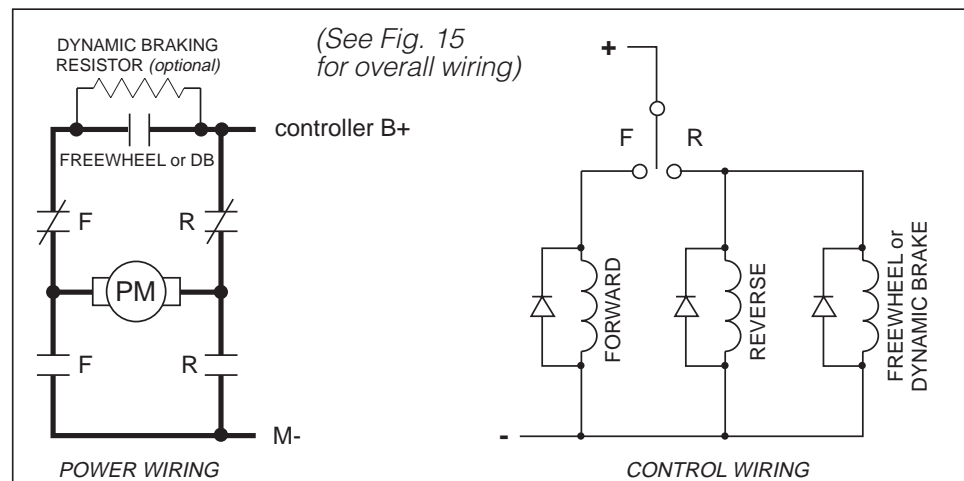 DYNAMIC BRAKING
RESISTOR (optional)
(See Fig. 15
for overall wiring)
controller B+
FREEWHEEL or DB
F
R
PM
F
R
M-
POWER WIRING
+
F
R
FORWARD
REVERSE
FREEWHEEL or
DYNAMIC BRAKE
-
CONTROL WIRING